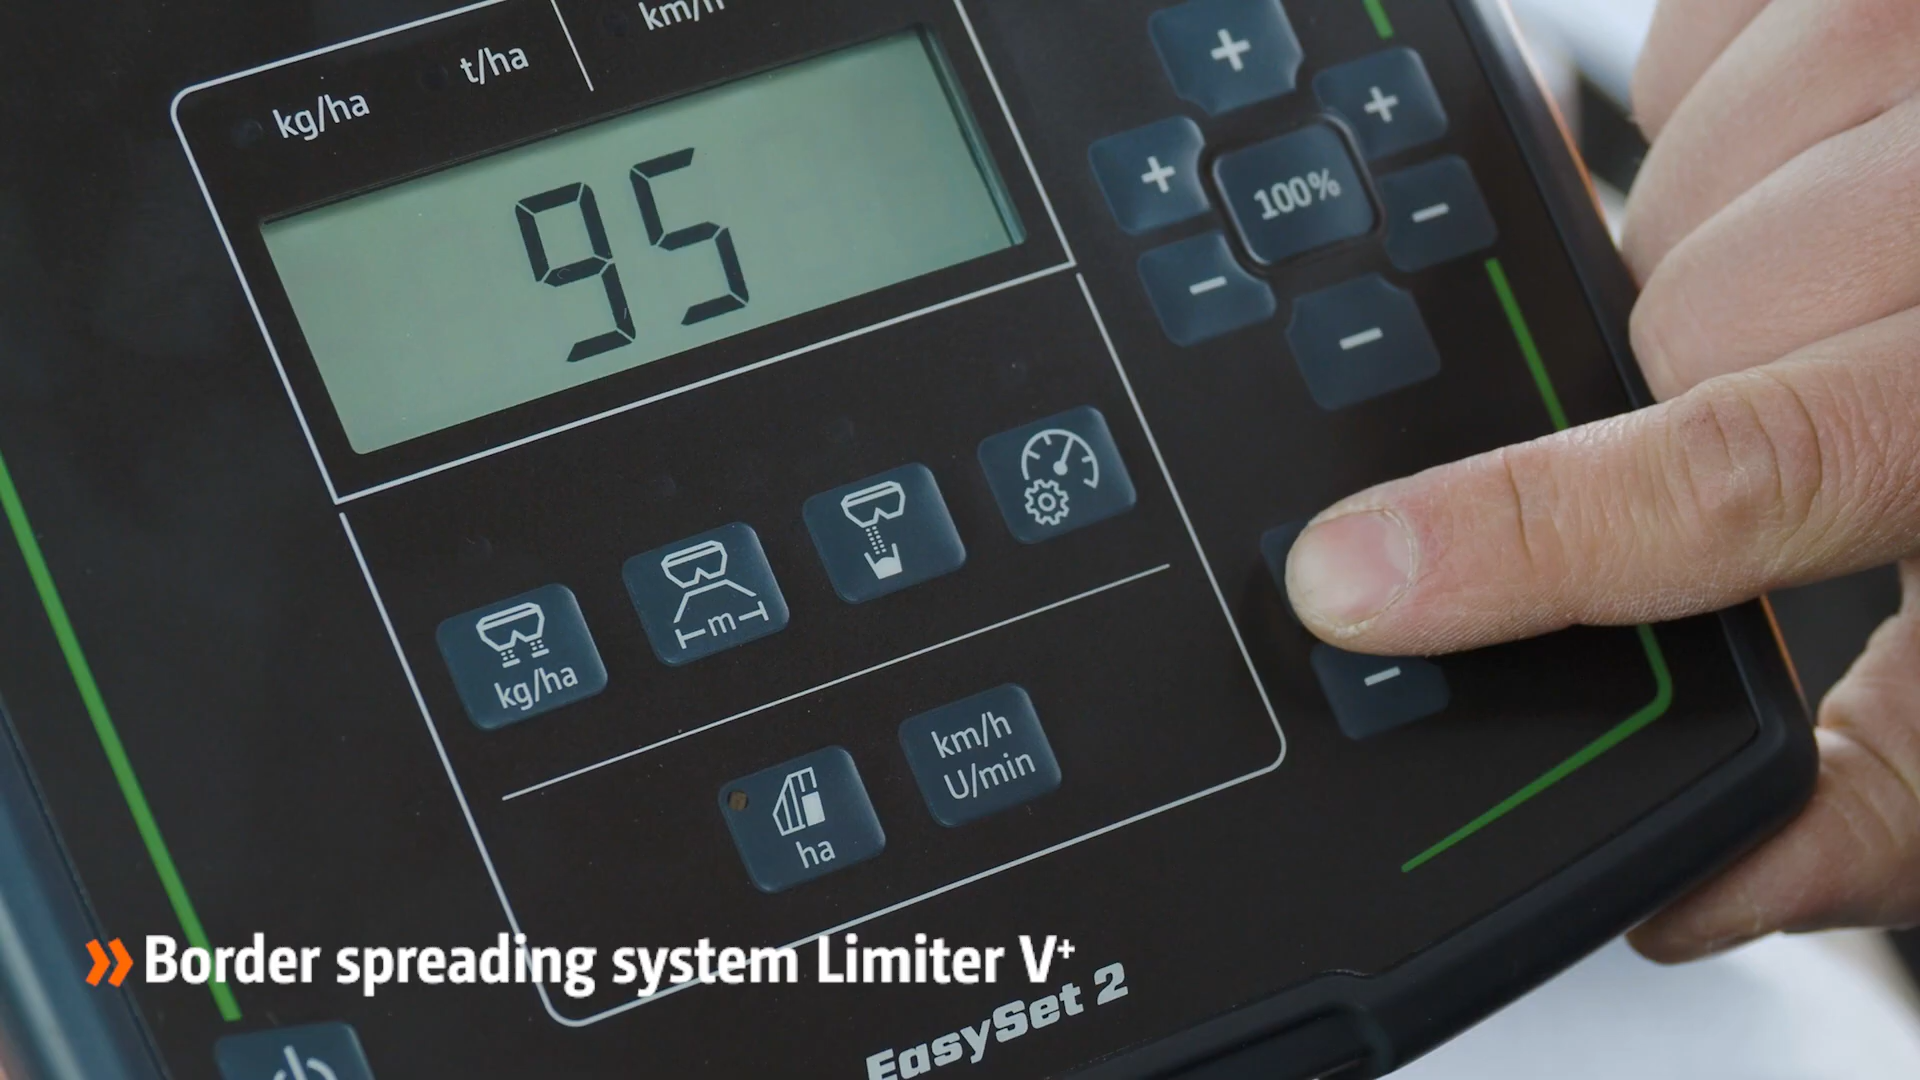 km/h
t/ha
kg/ha
95
+
+
+
100%
−
−
−
m
kg/ha
−
km/h
U/min
ha
Border spreading system Limiter V+
EasySet 2